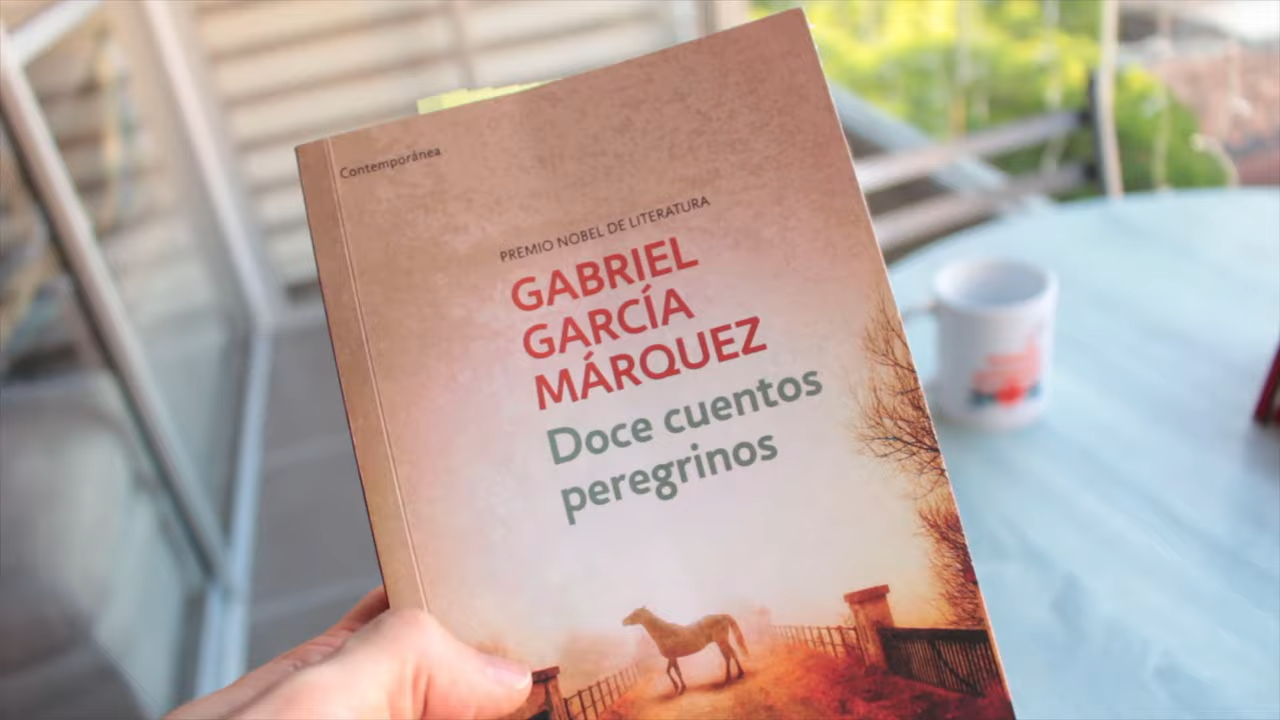 Contemporánea
PREMIO NOBEL DE LITERATURA
GABRIEL
GARCÍA
MÁRQUEZ
Doce cuentos
peregrinos